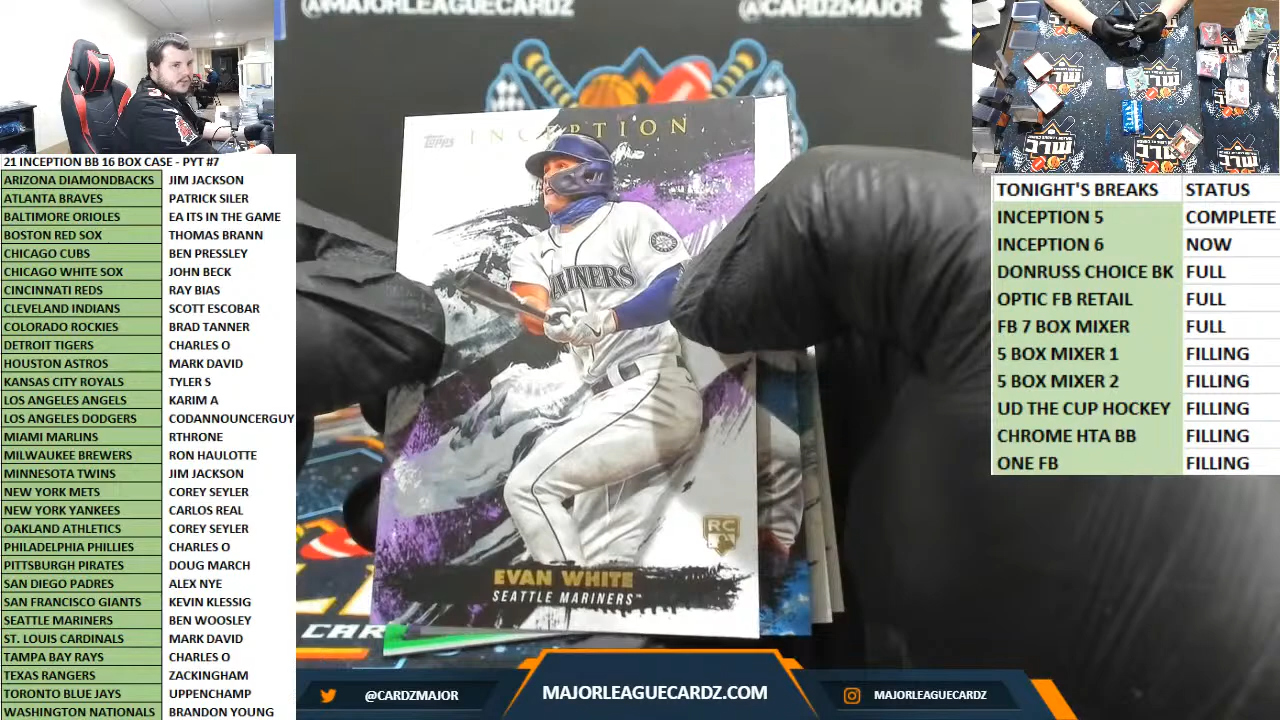 @MAJORLEAGUECARDZ
@CARDZMAJOR
21 INCEPTION BB 16 BOX CASE - PYT #7
ARIZONA DIAMONDBACKS JIM JACKSON
ATLANTA BRAVES PATRICK SILER
BALTIMORE ORIOLES EA ITS IN THE GAME
BOSTON RED SOX THOMAS BRANN
CHICAGO CUBS BEN PRESSLEY
CHICAGO WHITE SOX JOHN BECK
CINCINNATI REDS RAY BIAS
CLEVELAND INDIANS SCOTT ESCOBAR
COLORADO ROCKIES BRAD TANNER
DETROIT TIGERS CHARLES O
HOUSTON ASTROS MARK DAVID
KANSAS CITY ROYALS TYLER S
LOS ANGELES ANGELS KARIM A
LOS ANGELES DODGERS CODANNOUNCERGUY
MIAMI MARLINS RTHRONE
MILWAUKEE BREWERS RON HAULOTTE
MINNESOTA TWINS JIM JACKSON
NEW YORK METS COREY SEYLER
NEW YORK YANKEES CARLOS REAL
OAKLAND ATHLETICS COREY SEYLER
PHILADELPHIA PHILLIES CHARLES O
PITTSBURGH PIRATES DOUG MARCH
SAN DIEGO PADRES ALEX NYE
SAN FRANCISCO GIANTS KEVIN KLESSIG
SEATTLE MARINERS BEN WOOSLEY
ST. LOUIS CARDINALS MARK DAVID
TAMPA BAY RAYS CHARLES O
TEXAS RANGERS ZACKINGHAM
TORONTO BLUE JAYS UPPENCHAMP
WASHINGTON NATIONALS BRANDON YOUNG
Topps INCEPTION
RC
EVAN WHITE
SEATTLE MARINERS™
CAR
TONIGHT'S BREAKS STATUS
INCEPTION 5 COMPLETE
INCEPTION 6 NOW
DONRUSS CHOICE BK FULL
OPTIC FB RETAIL FULL
FB 7 BOX MIXER FULL
5 BOX MIXER 1 FILLING
5 BOX MIXER 2 FILLING
UD THE CUP HOCKEY FILLING
CHROME HTA BB FILLING
ONE FB FILLING
@CARDZMAJOR
MAJORLEAGUECARDZ.COM
MAJORLEAGUECARDZ